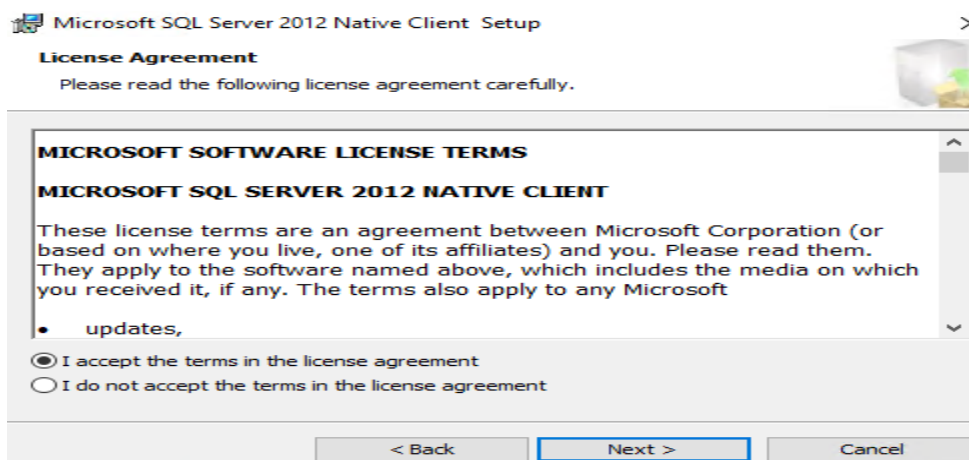 Microsoft SQL Server 2012 Native Client Setup
License Agreement
Please read the following license agreement carefully.
MICROSOFT SOFTWARE LICENSE TERMS
MICROSOFT SQL SERVER 2012 NATIVE CLIENT
These license terms are an agreement between Microsoft Corporation (or
based on where you live, one of its affiliates) and you. Please read them.
They apply to the software named above, which includes the media on which
you received it, if any. The terms also apply to any Microsoft
• updates,
I accept the terms in the license agreement
I do not accept the terms in the license agreement
< Back Next > Cancel